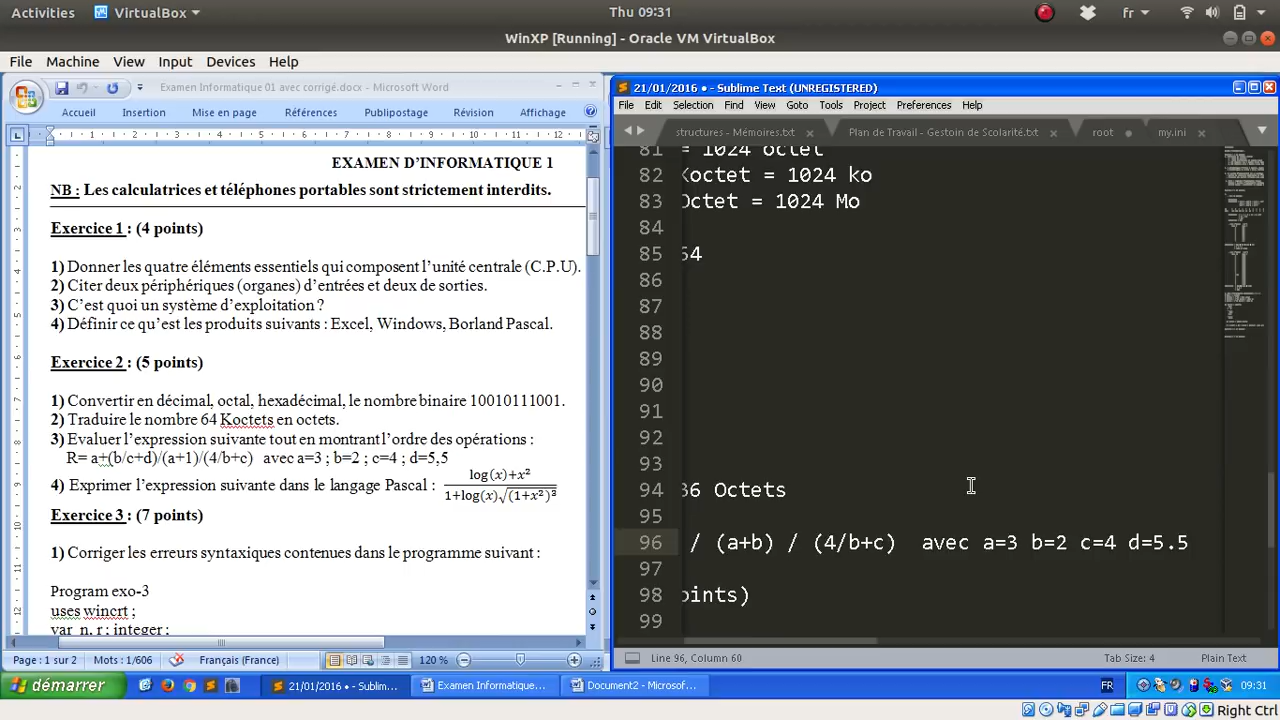 Activities VirtualBox Thu 09:31 fr
WinXP [Running] - Oracle VM VirtualBox
File Machine View Input Devices Help
Examen Informatique 01 avec corrigé.docx - Microsoft Word
Accueil Insertion Mise en page Références Publipostage Révision Affichage
EXAMEN D'INFORMATIQUE 1
NB : Les calculatrices et téléphones portables sont strictement interdits.
Exercice 1 : (4 points)
1) Donner les quatre éléments essentiels qui composent l'unité centrale (C.P.U).
2) Citer deux périphériques (organes) d'entrées et deux de sorties.
3) C'est quoi un système d'exploitation ?
4) Définir ce qu'est les produits suivants : Excel, Windows, Borland Pascal.
Exercice 2 : (5 points)
1) Convertir en décimal, octal, hexadécimal, le nombre binaire 10010111001.
2) Traduire le nombre 64 Koctets en octets.
3) Evaluer l'expression suivante tout en montrant l'ordre des opérations :
R= a+(b/c+d)/(a+1)/(4/b+c) avec a=3 ; b=2 ; c=4 ; d=5,5
4) Exprimer l'expression suivante dans le langage Pascal : log(x)+x² / 1+log(x)√(1+x²)³
Exercice 3 : (7 points)
1) Corriger les erreurs syntaxiques contenues dans le programme suivant :
Program exo-3
uses wincrt ;
var n, r : integer ;
Page : 1 sur 2 Mots : 1/606 Français (France) 120 %
21/01/2016 • - Sublime Text (UNREGISTERED)
File Edit Selection Find View Goto Tools Project Preferences Help
structures - Mémoires.txt Plan de Travail - Gestoin de Scolarité.txt root my.ini
81 = 1024 octet
82 Koctet = 1024 ko
83 Octet = 1024 Mo
84
85 64
86
87
88
89
90
91
92
93
94 36 Octets
95
96 / (a+b) / (4/b+c) avec a=3 b=2 c=4 d=5.5
97
98 oints)
99
Line 96, Column 60 Tab Size: 4 Plain Text
démarrer 21/01/2016 • - Sublim... Examen Informatique... Document2 - Microsof... FR 09:31
Right Ctrl